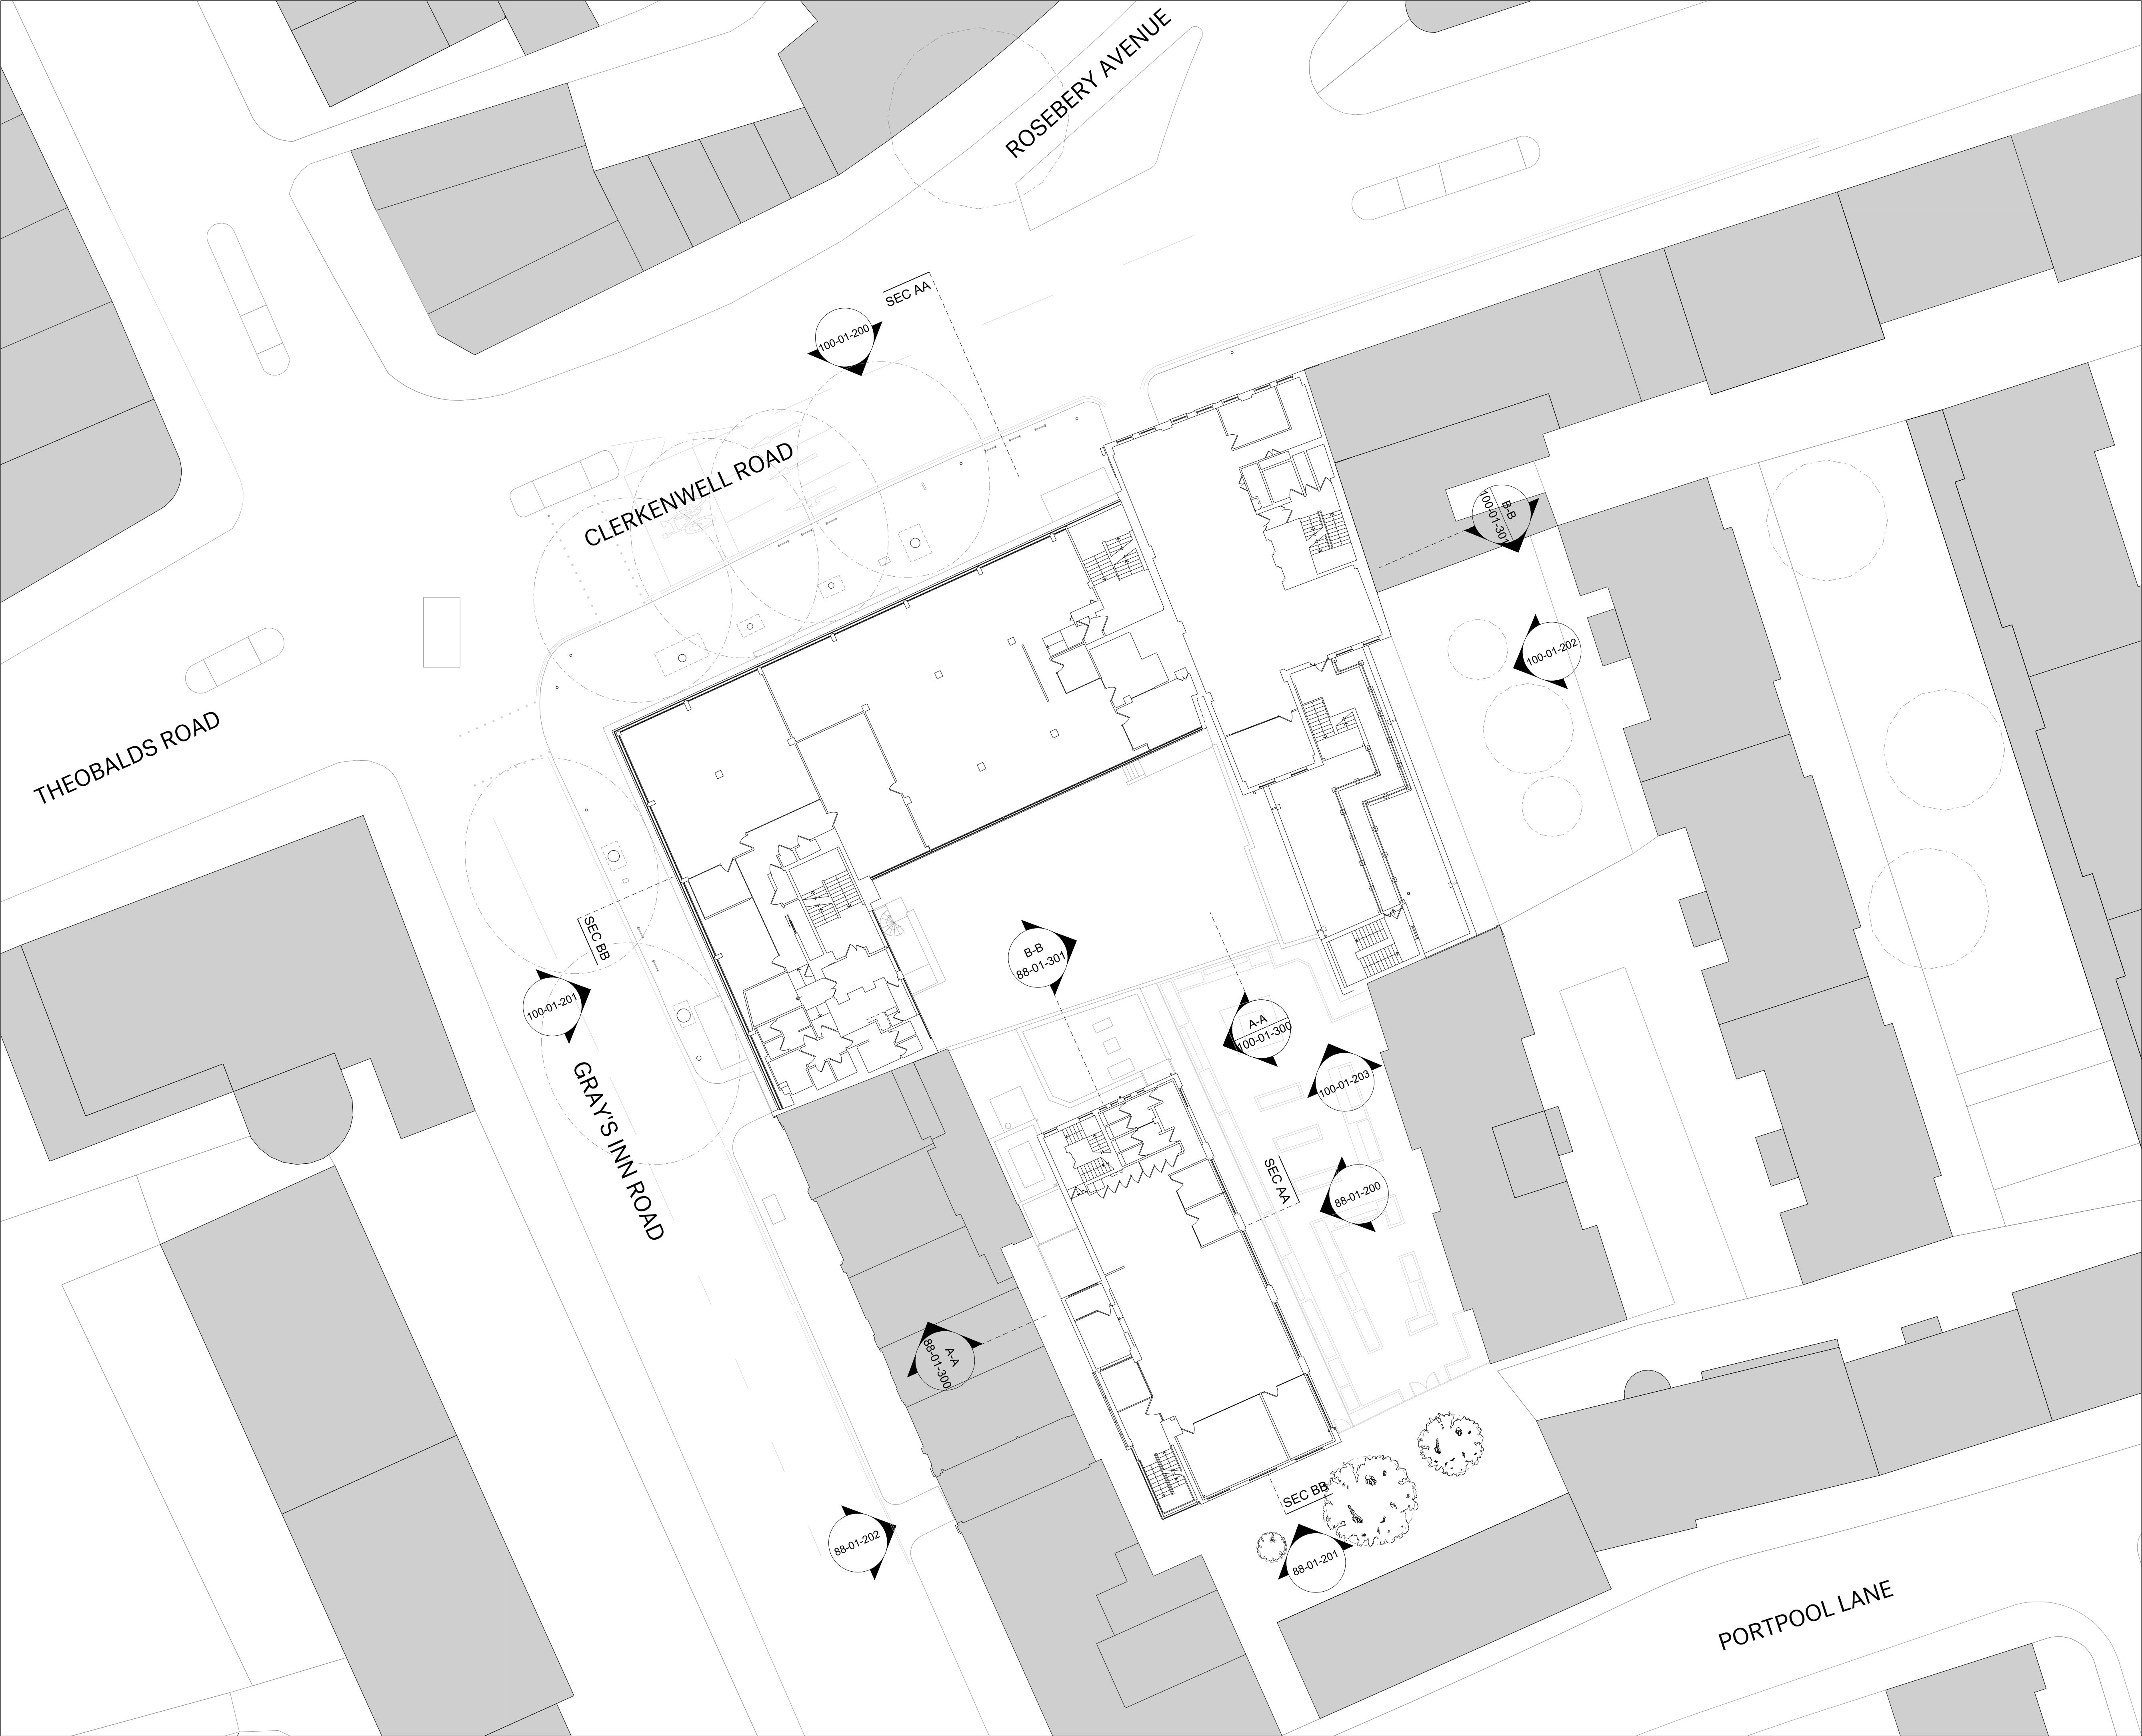 ROSEBERY AVENUE
SEC AA
100-01-200
CLERKENWELL ROAD
B-B
100-01-301
100-01-202
THEOBALDS ROAD
SEC BB
B-B
88-01-301
100-01-201
A-A
100-01-300
100-01-203
GRAY'S INN ROAD
SEC AA
88-01-200
A-A
88-01-300
SEC BB
88-01-202
88-01-201
PORTPOOL LANE